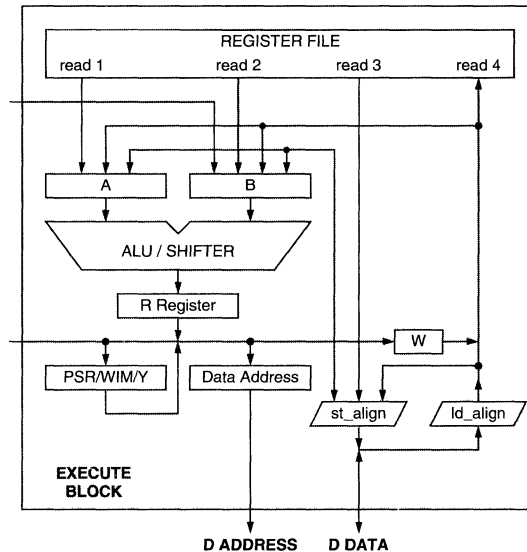 REGISTER FILE
read 1 read 2 read 3 read 4
A B
ALU / SHIFTER
R Register
W
PSR/WIM/Y Data Address
st_align ld_align
EXECUTE
BLOCK
D ADDRESS D DATA